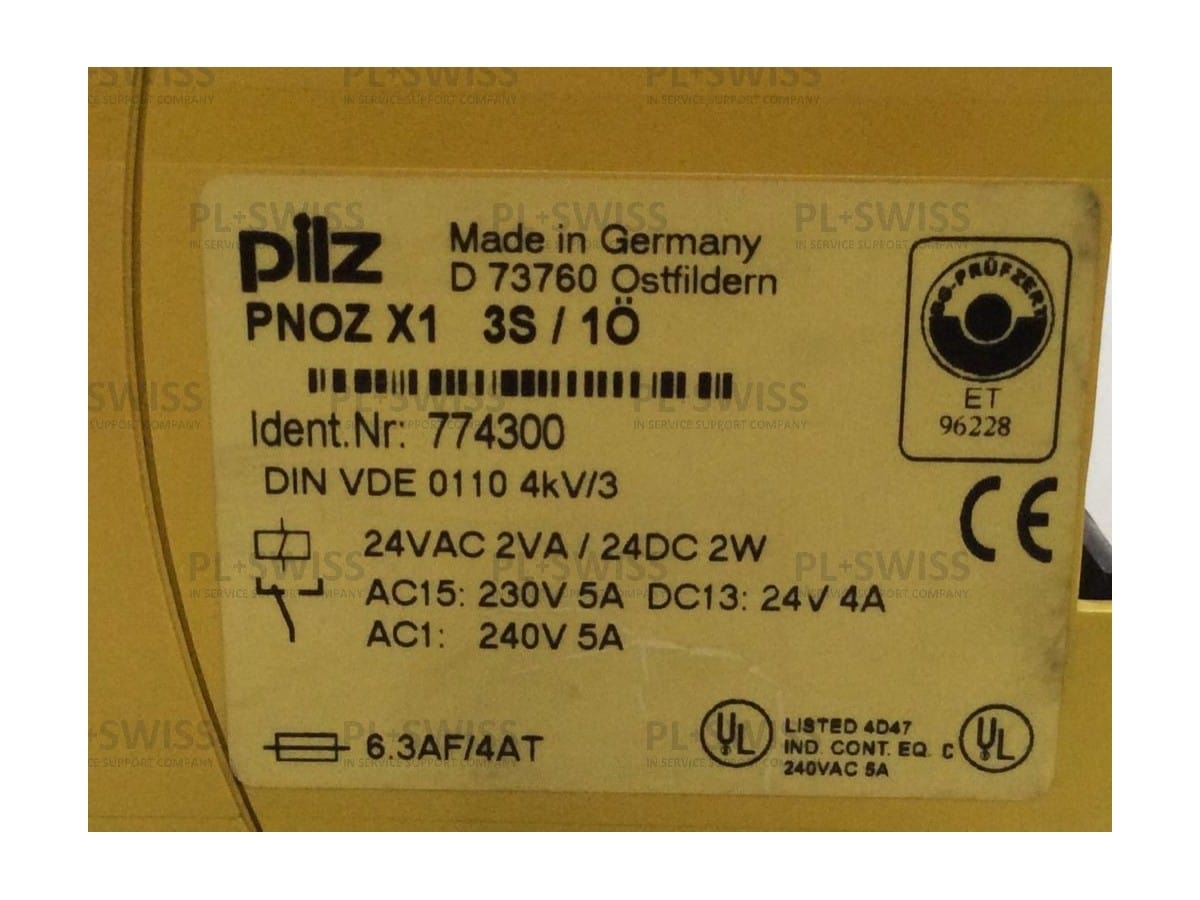 PL+SWISS
IN SERVICE SUPPORT COMPANY
pilz
Made in Germany
D 73760 Ostfildern
PNOZ X1 3S / 1Ö
Ident.Nr: 774300
DIN VDE 0110 4kV/3
24VAC 2VA / 24DC 2W
AC15: 230V 5A DC13: 24V 4A
AC1: 240V 5A
6.3AF/4AT
BG-PRÜFZERT
ET
96228
CE
UL
LISTED 4D47
IND. CONT. EQ.
240VAC 5A
C UL